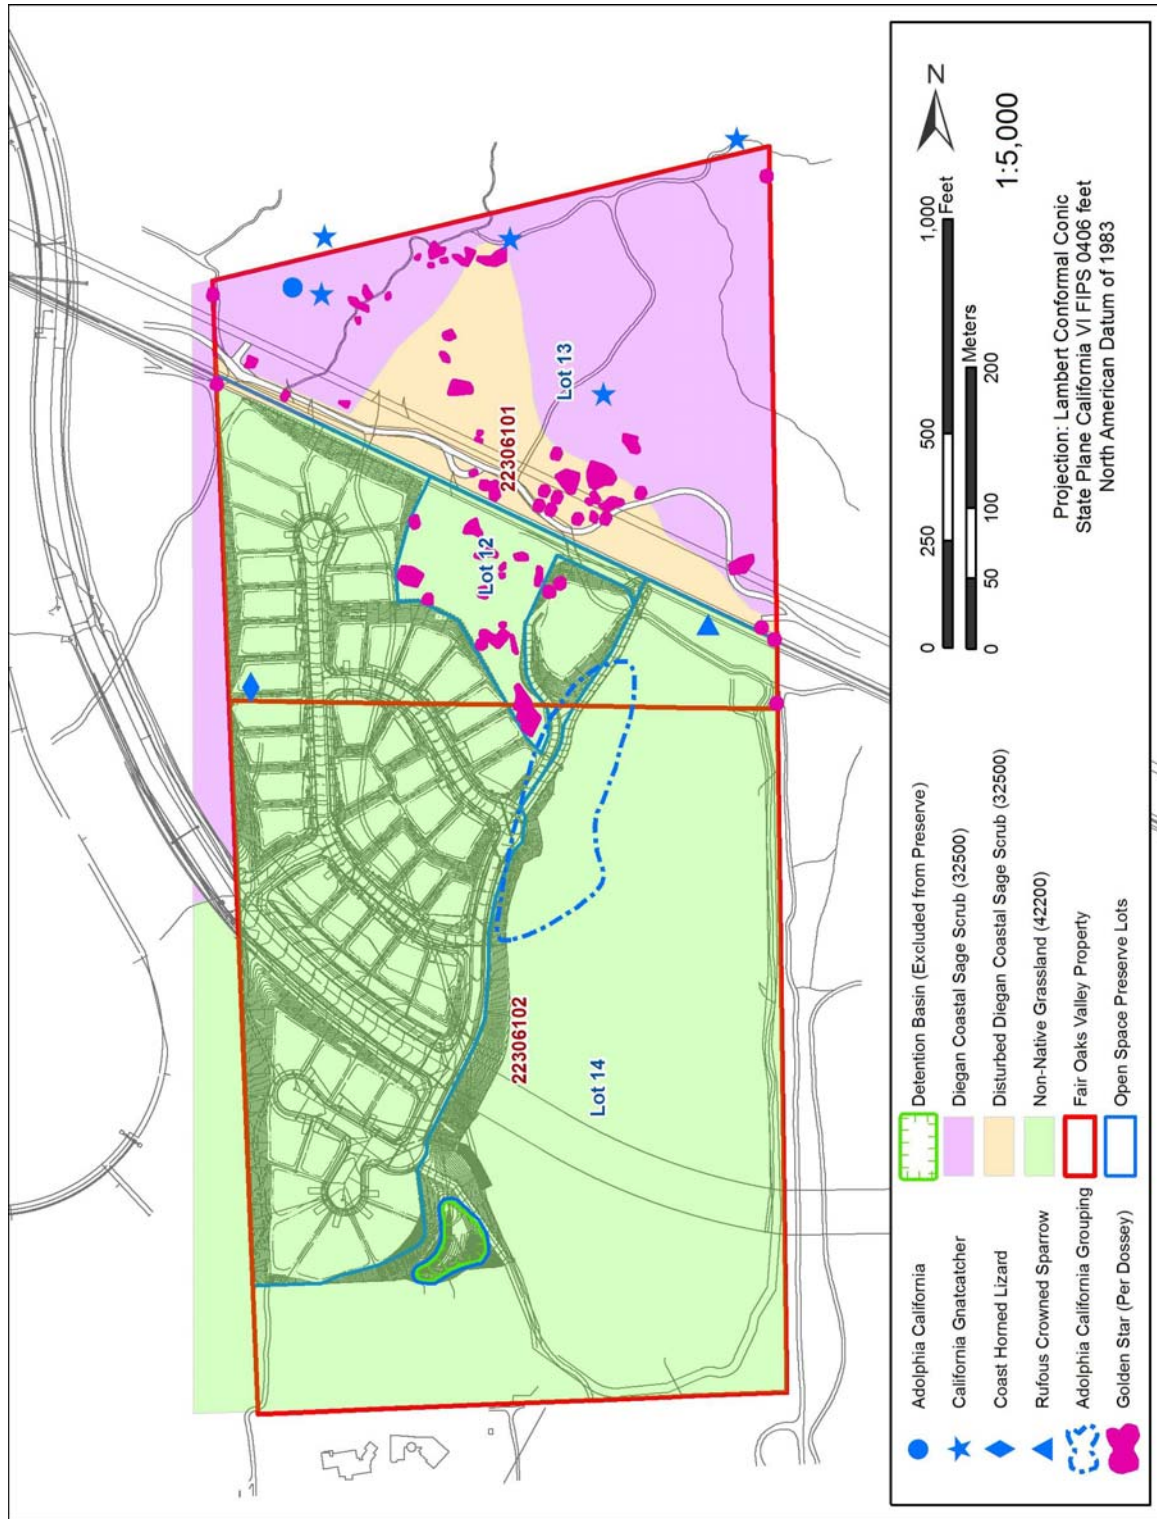 Lot 13
22306101
Lot 12
22306102
Lot 14
Adolphia California
California Gnatcatcher
Coast Horned Lizard
Rufous Crowned Sparrow
Adolphia California Grouping
Golden Star (Per Dossey)
Detention Basin (Excluded from Preserve)
Diegan Coastal Sage Scrub (32500)
Disturbed Diegan Coastal Sage Scrub (32500)
Non-Native Grassland (42200)
Fair Oaks Valley Property
Open Space Preserve Lots
0 250 500 1,000
Feet
0 50 100 200
Meters
N
1:5,000
Projection: Lambert Conformal Conic
State Plane California VI FIPS 0406 feet
North American Datum of 1983